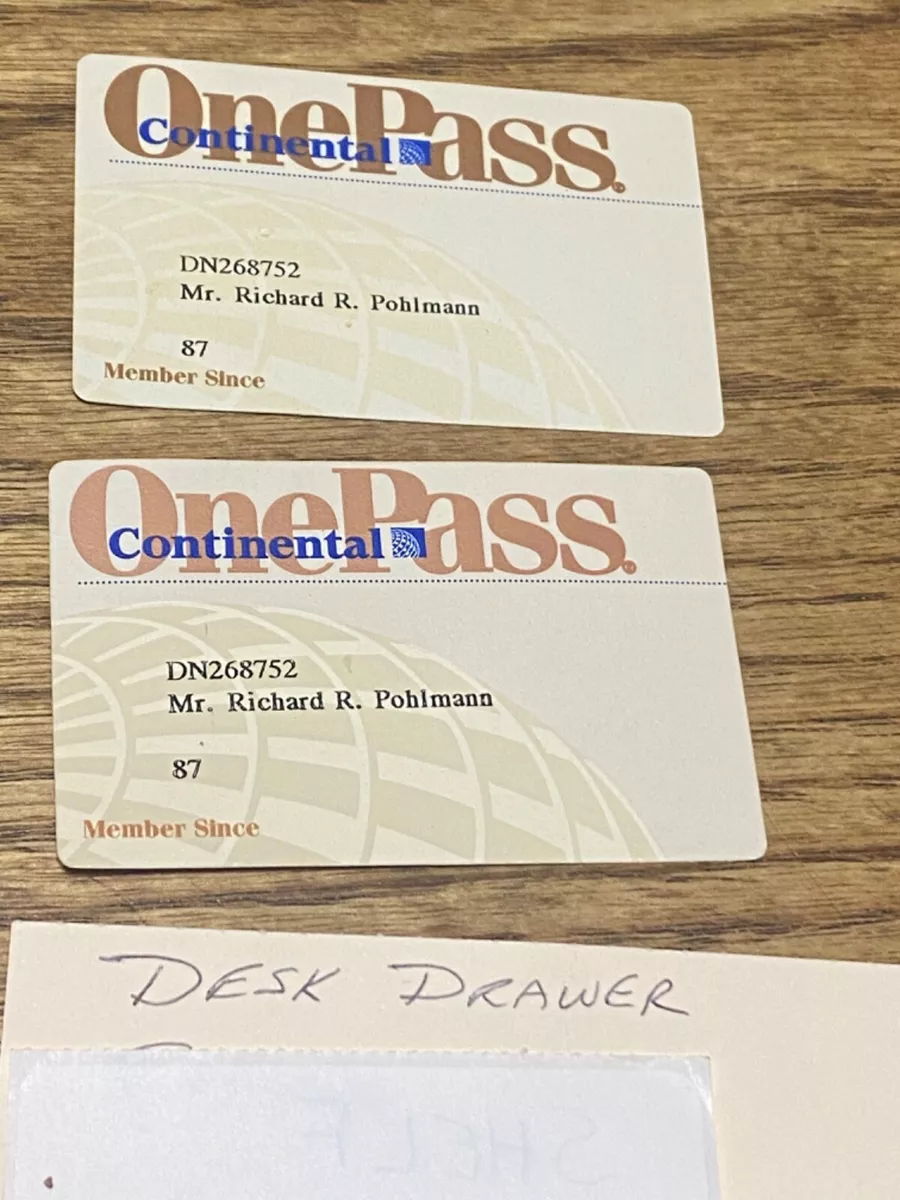 OnePass®
Continental
DN268752
Mr. Richard R. Pohlmann
87
Member Since
OnePass®
Continental
DN268752
Mr. Richard R. Pohlmann
87
Member Since
DESK DRAWER
SHELF